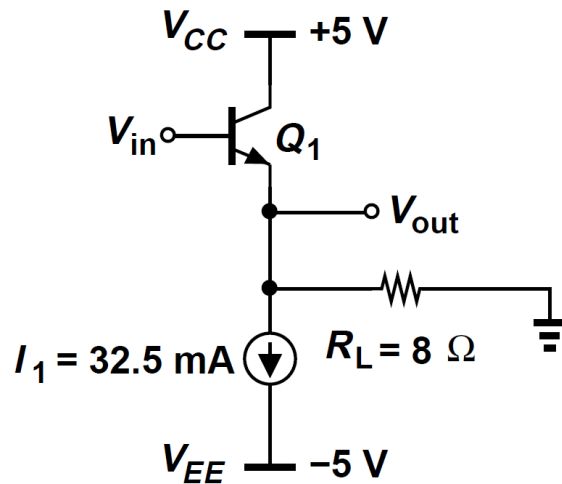 VCC +5 V
Vin Q1
Vout
I1 = 32.5 mA RL = 8 Ω
VEE −5 V